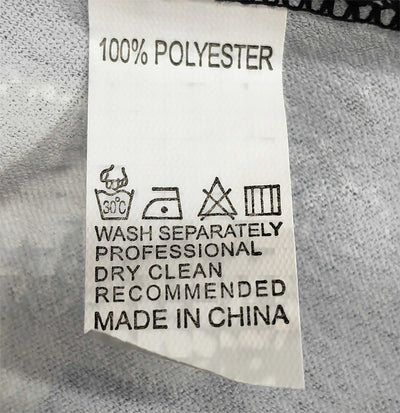 100% POLYESTER
30°C
WASH SEPARATELY
PROFESSIONAL
DRY CLEAN
RECOMMENDED
MADE IN CHINA